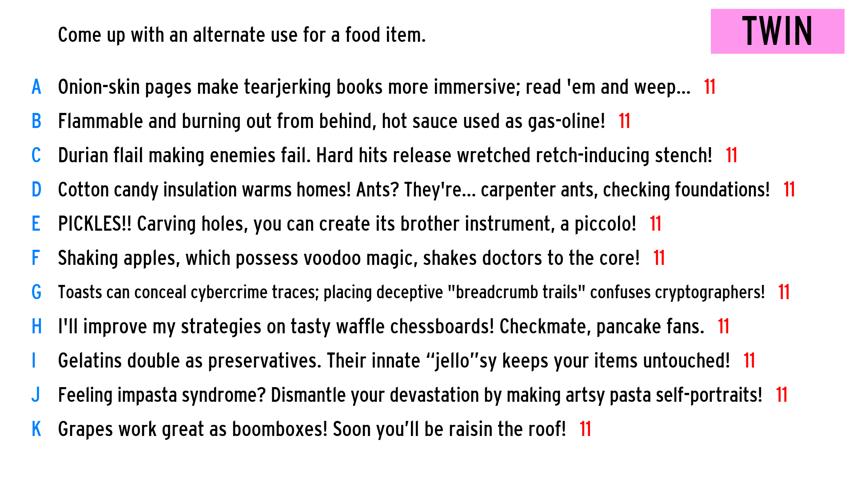 Come up with an alternate use for a food item.
TWIN
A Onion-skin pages make tearjerking books more immersive; read 'em and weep... 11
B Flammable and burning out from behind, hot sauce used as gas-oline! 11
C Durian flail making enemies fail. Hard hits release wretched retch-inducing stench! 11
D Cotton candy insulation warms homes! Ants? They're... carpenter ants, checking foundations! 11
E PICKLES!! Carving holes, you can create its brother instrument, a piccolo! 11
F Shaking apples, which possess voodoo magic, shakes doctors to the core! 11
G Toasts can conceal cybercrime traces; placing deceptive "breadcrumb trails" confuses cryptographers! 11
H I'll improve my strategies on tasty waffle chessboards! Checkmate, pancake fans. 11
I Gelatins double as preservatives. Their innate “jello”sy keeps your items untouched! 11
J Feeling impasta syndrome? Dismantle your devastation by making artsy pasta self-portraits! 11
K Grapes work great as boomboxes! Soon you’ll be raisin the roof! 11